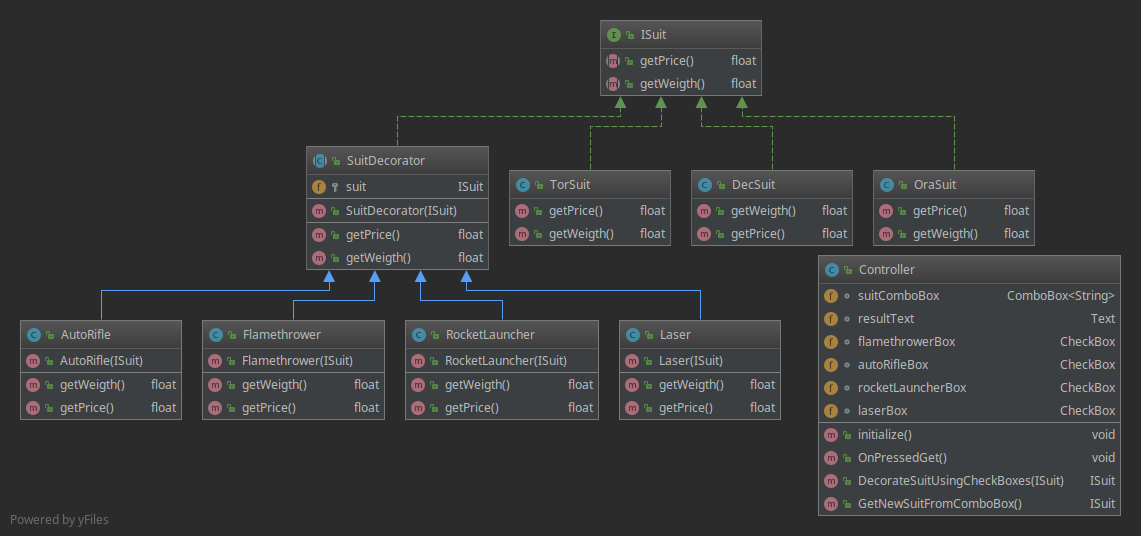 ISuit
getPrice() float
getWeigth() float
SuitDecorator
suit ISuit
SuitDecorator(ISuit)
getPrice() float
getWeigth() float
TorSuit
getPrice() float
getWeigth() float
DecSuit
getWeigth() float
getPrice() float
OraSuit
getPrice() float
getWeigth() float
AutoRifle
AutoRifle(ISuit)
getWeigth() float
getPrice() float
Flamethrower
Flamethrower(ISuit)
getWeigth() float
getPrice() float
RocketLauncher
RocketLauncher(ISuit)
getWeigth() float
getPrice() float
Laser
Laser(ISuit)
getWeigth() float
getPrice() float
Controller
suitComboBox ComboBox<String>
resultText Text
flamethrowerBox CheckBox
autoRifleBox CheckBox
rocketLauncherBox CheckBox
laserBox CheckBox
initialize() void
OnPressedGet() void
DecorateSuitUsingCheckBoxes(ISuit) ISuit
GetNewSuitFromComboBox() ISuit
Powered by yFiles